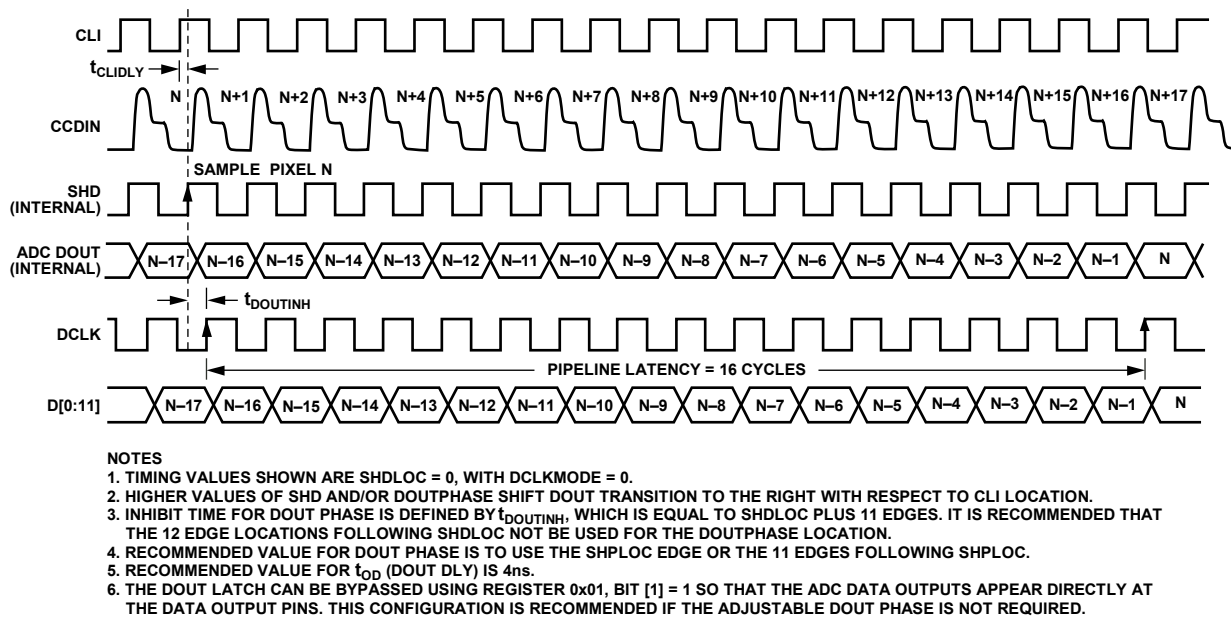 CLI
tCLIDLY
N N+1 N+2 N+3 N+4 N+5 N+6 N+7 N+8 N+9 N+10 N+11 N+12 N+13 N+14 N+15 N+16 N+17
CCDIN
SAMPLE PIXEL N
SHD
(INTERNAL)
ADC DOUT
(INTERNAL)
N–17 N–16 N–15 N–14 N–13 N–12 N–11 N–10 N–9 N–8 N–7 N–6 N–5 N–4 N–3 N–2 N–1 N
tDOUTINH
DCLK
PIPELINE LATENCY = 16 CYCLES
D[0:11] N–17 N–16 N–15 N–14 N–13 N–12 N–11 N–10 N–9 N–8 N–7 N–6 N–5 N–4 N–3 N–2 N–1 N
NOTES
1. TIMING VALUES SHOWN ARE SHDLOC = 0, WITH DCLKMODE = 0.
2. HIGHER VALUES OF SHD AND/OR DOUTPHASE SHIFT DOUT TRANSITION TO THE RIGHT WITH RESPECT TO CLI LOCATION.
3. INHIBIT TIME FOR DOUT PHASE IS DEFINED BY tDOUTINH, WHICH IS EQUAL TO SHDLOC PLUS 11 EDGES. IT IS RECOMMENDED THAT
THE 12 EDGE LOCATIONS FOLLOWING SHDLOC NOT BE USED FOR THE DOUTPHASE LOCATION.
4. RECOMMENDED VALUE FOR DOUT PHASE IS TO USE THE SHPLOC EDGE OR THE 11 EDGES FOLLOWING SHPLOC.
5. RECOMMENDED VALUE FOR tOD (DOUT DLY) IS 4ns.
6. THE DOUT LATCH CAN BE BYPASSED USING REGISTER 0x01, BIT [1] = 1 SO THAT THE ADC DATA OUTPUTS APPEAR DIRECTLY AT
THE DATA OUTPUT PINS. THIS CONFIGURATION IS RECOMMENDED IF THE ADJUSTABLE DOUT PHASE IS NOT REQUIRED.